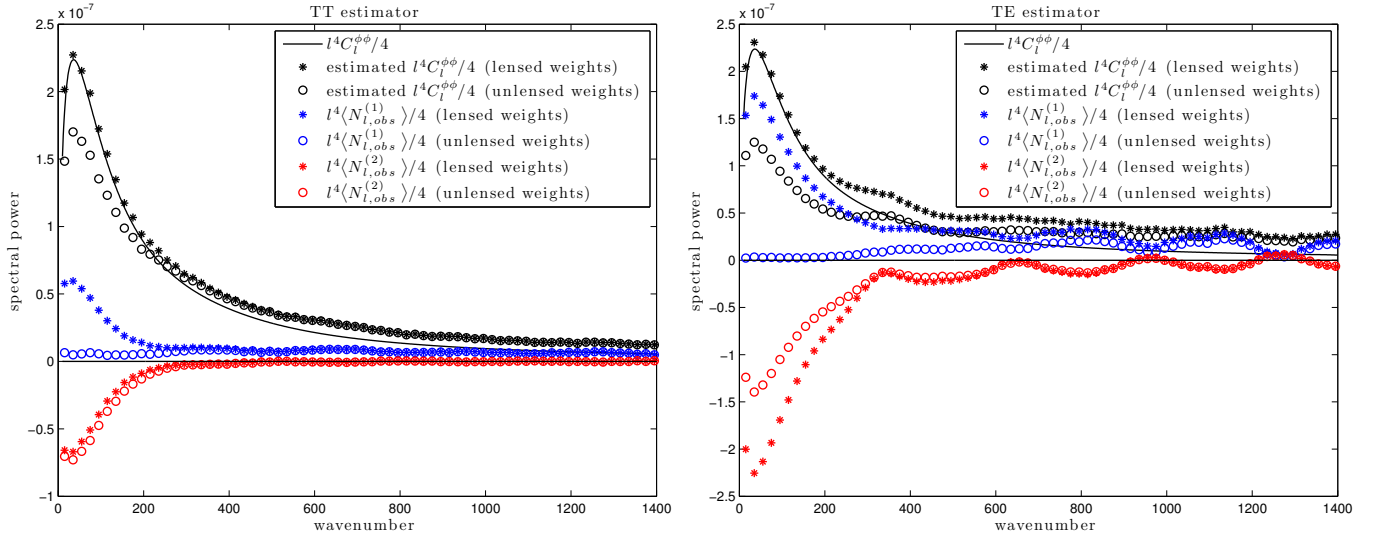 TT estimator
× 10⁻⁷
2.5
2
1.5
1
0.5
0
−0.5
−1
0 200 400 600 800 1000 1200 1400
wavenumber
spectral power
l⁴C_l^{ϕϕ}/4
estimated l⁴C_l^{ϕϕ}/4 (lensed weights)
estimated l⁴C_l^{ϕϕ}/4 (unlensed weights)
l⁴⟨N_{l,obs}^{(1)}⟩/4 (lensed weights)
l⁴⟨N_{l,obs}^{(1)}⟩/4 (unlensed weights)
l⁴⟨N_{l,obs}^{(2)}⟩/4 (lensed weights)
l⁴⟨N_{l,obs}^{(2)}⟩/4 (unlensed weights)
TE estimator
× 10⁻⁷
2.5
2
1.5
1
0.5
0
−0.5
−1
−1.5
−2
−2.5
0 200 400 600 800 1000 1200 1400
wavenumber
spectral power
l⁴C_l^{ϕϕ}/4
estimated l⁴C_l^{ϕϕ}/4 (lensed weights)
estimated l⁴C_l^{ϕϕ}/4 (unlensed weights)
l⁴⟨N_{l,obs}^{(1)}⟩/4 (lensed weights)
l⁴⟨N_{l,obs}^{(1)}⟩/4 (unlensed weights)
l⁴⟨N_{l,obs}^{(2)}⟩/4 (lensed weights)
l⁴⟨N_{l,obs}^{(2)}⟩/4 (unlensed weights)